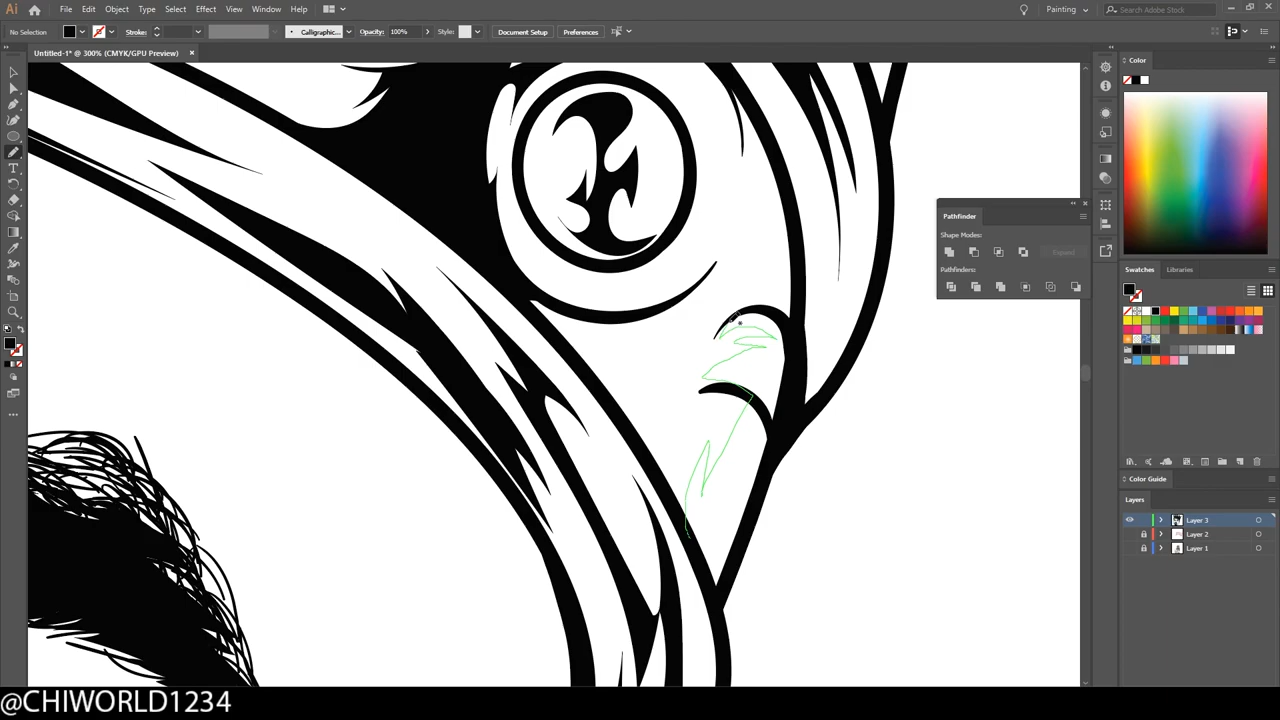 Ai File Edit Object Type Select Effect View Window Help Painting Search Adobe Stock
No Selection Stroke: Calligraphic... Opacity: 100% Style: Document Setup Preferences
Untitled-1* @ 300% (CMYK/GPU Preview)
Color
Pathfinder
Shape Modes:
Expand
Pathfinders:
Swatches Libraries
Color Guide
Layers
Layer 3
Layer 2
Layer 1
@CHIWORLD1234